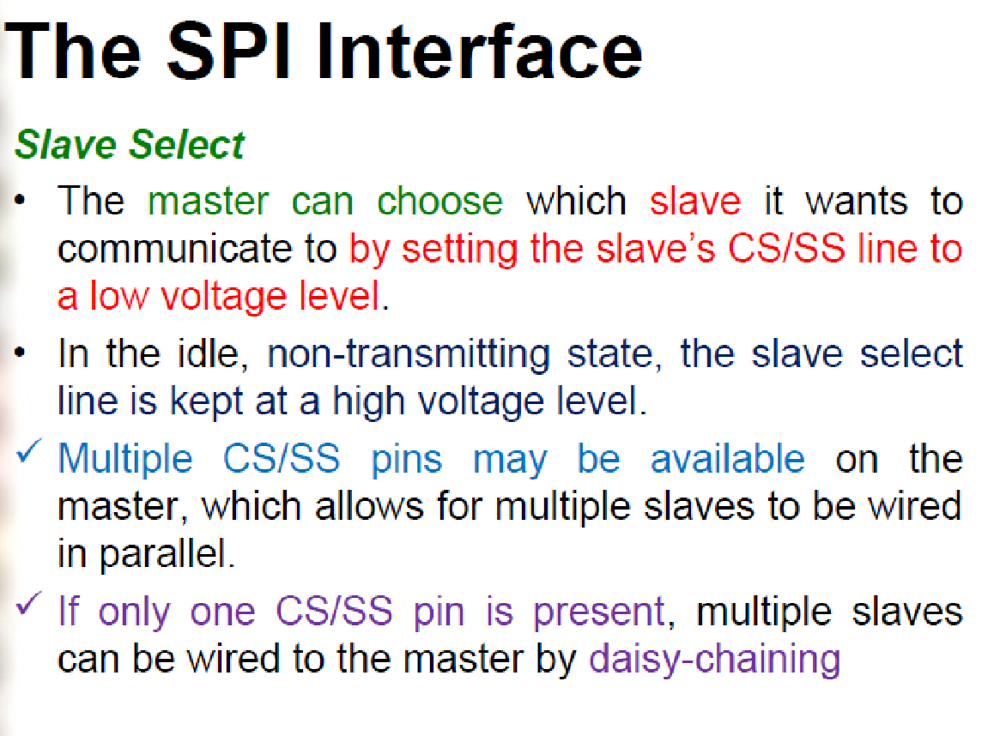 The SPI Interface
Slave Select
• The master can choose which slave it wants to
communicate to by setting the slave’s CS/SS line to
a low voltage level.
• In the idle, non-transmitting state, the slave select
line is kept at a high voltage level.
✓ Multiple CS/SS pins may be available on the
master, which allows for multiple slaves to be wired
in parallel.
✓ If only one CS/SS pin is present, multiple slaves
can be wired to the master by daisy-chaining